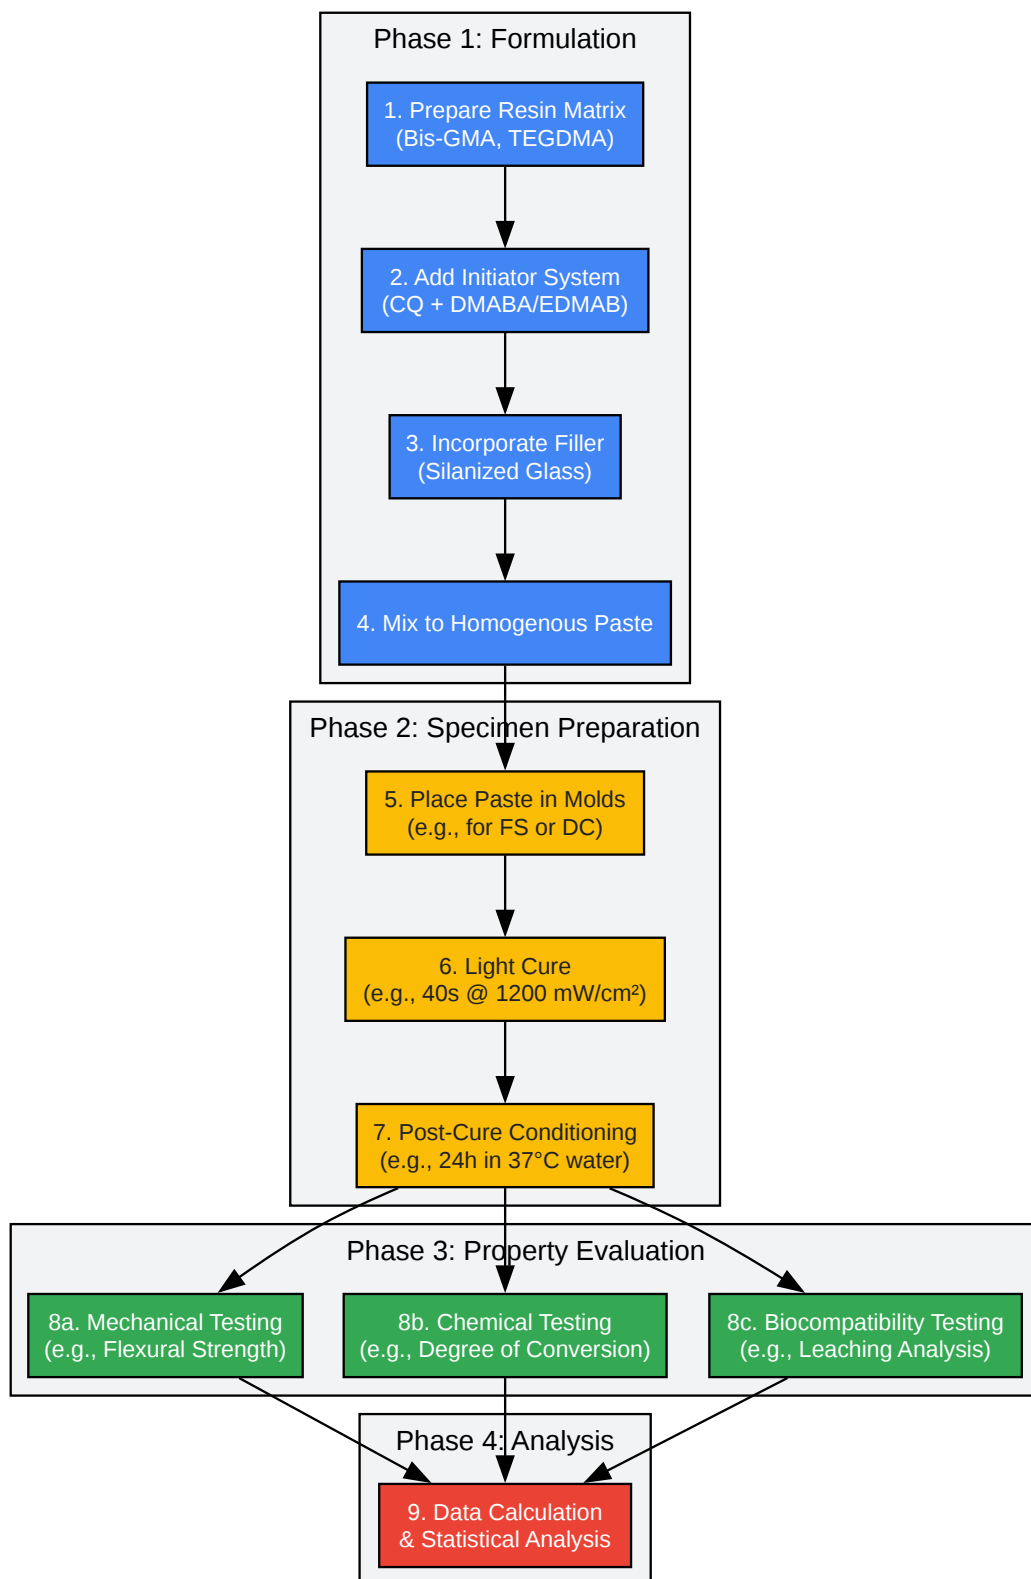 Phase 1: Formulation
1. Prepare Resin Matrix
(Bis-GMA, TEGDMA)
2. Add Initiator System
(CQ + DMABA/EDMAB)
3. Incorporate Filler
(Silanized Glass)
4. Mix to Homogenous Paste
Phase 2: Specimen Preparation
5. Place Paste in Molds
(e.g., for FS or DC)
6. Light Cure
(e.g., 40s @ 1200 mW/cm²)
7. Post-Cure Conditioning
(e.g., 24h in 37°C water)
Phase 3: Property Evaluation
8a. Mechanical Testing
(e.g., Flexural Strength)
8b. Chemical Testing
(e.g., Degree of Conversion)
8c. Biocompatibility Testing
(e.g., Leaching Analysis)
Phase 4: Analysis
9. Data Calculation
& Statistical Analysis